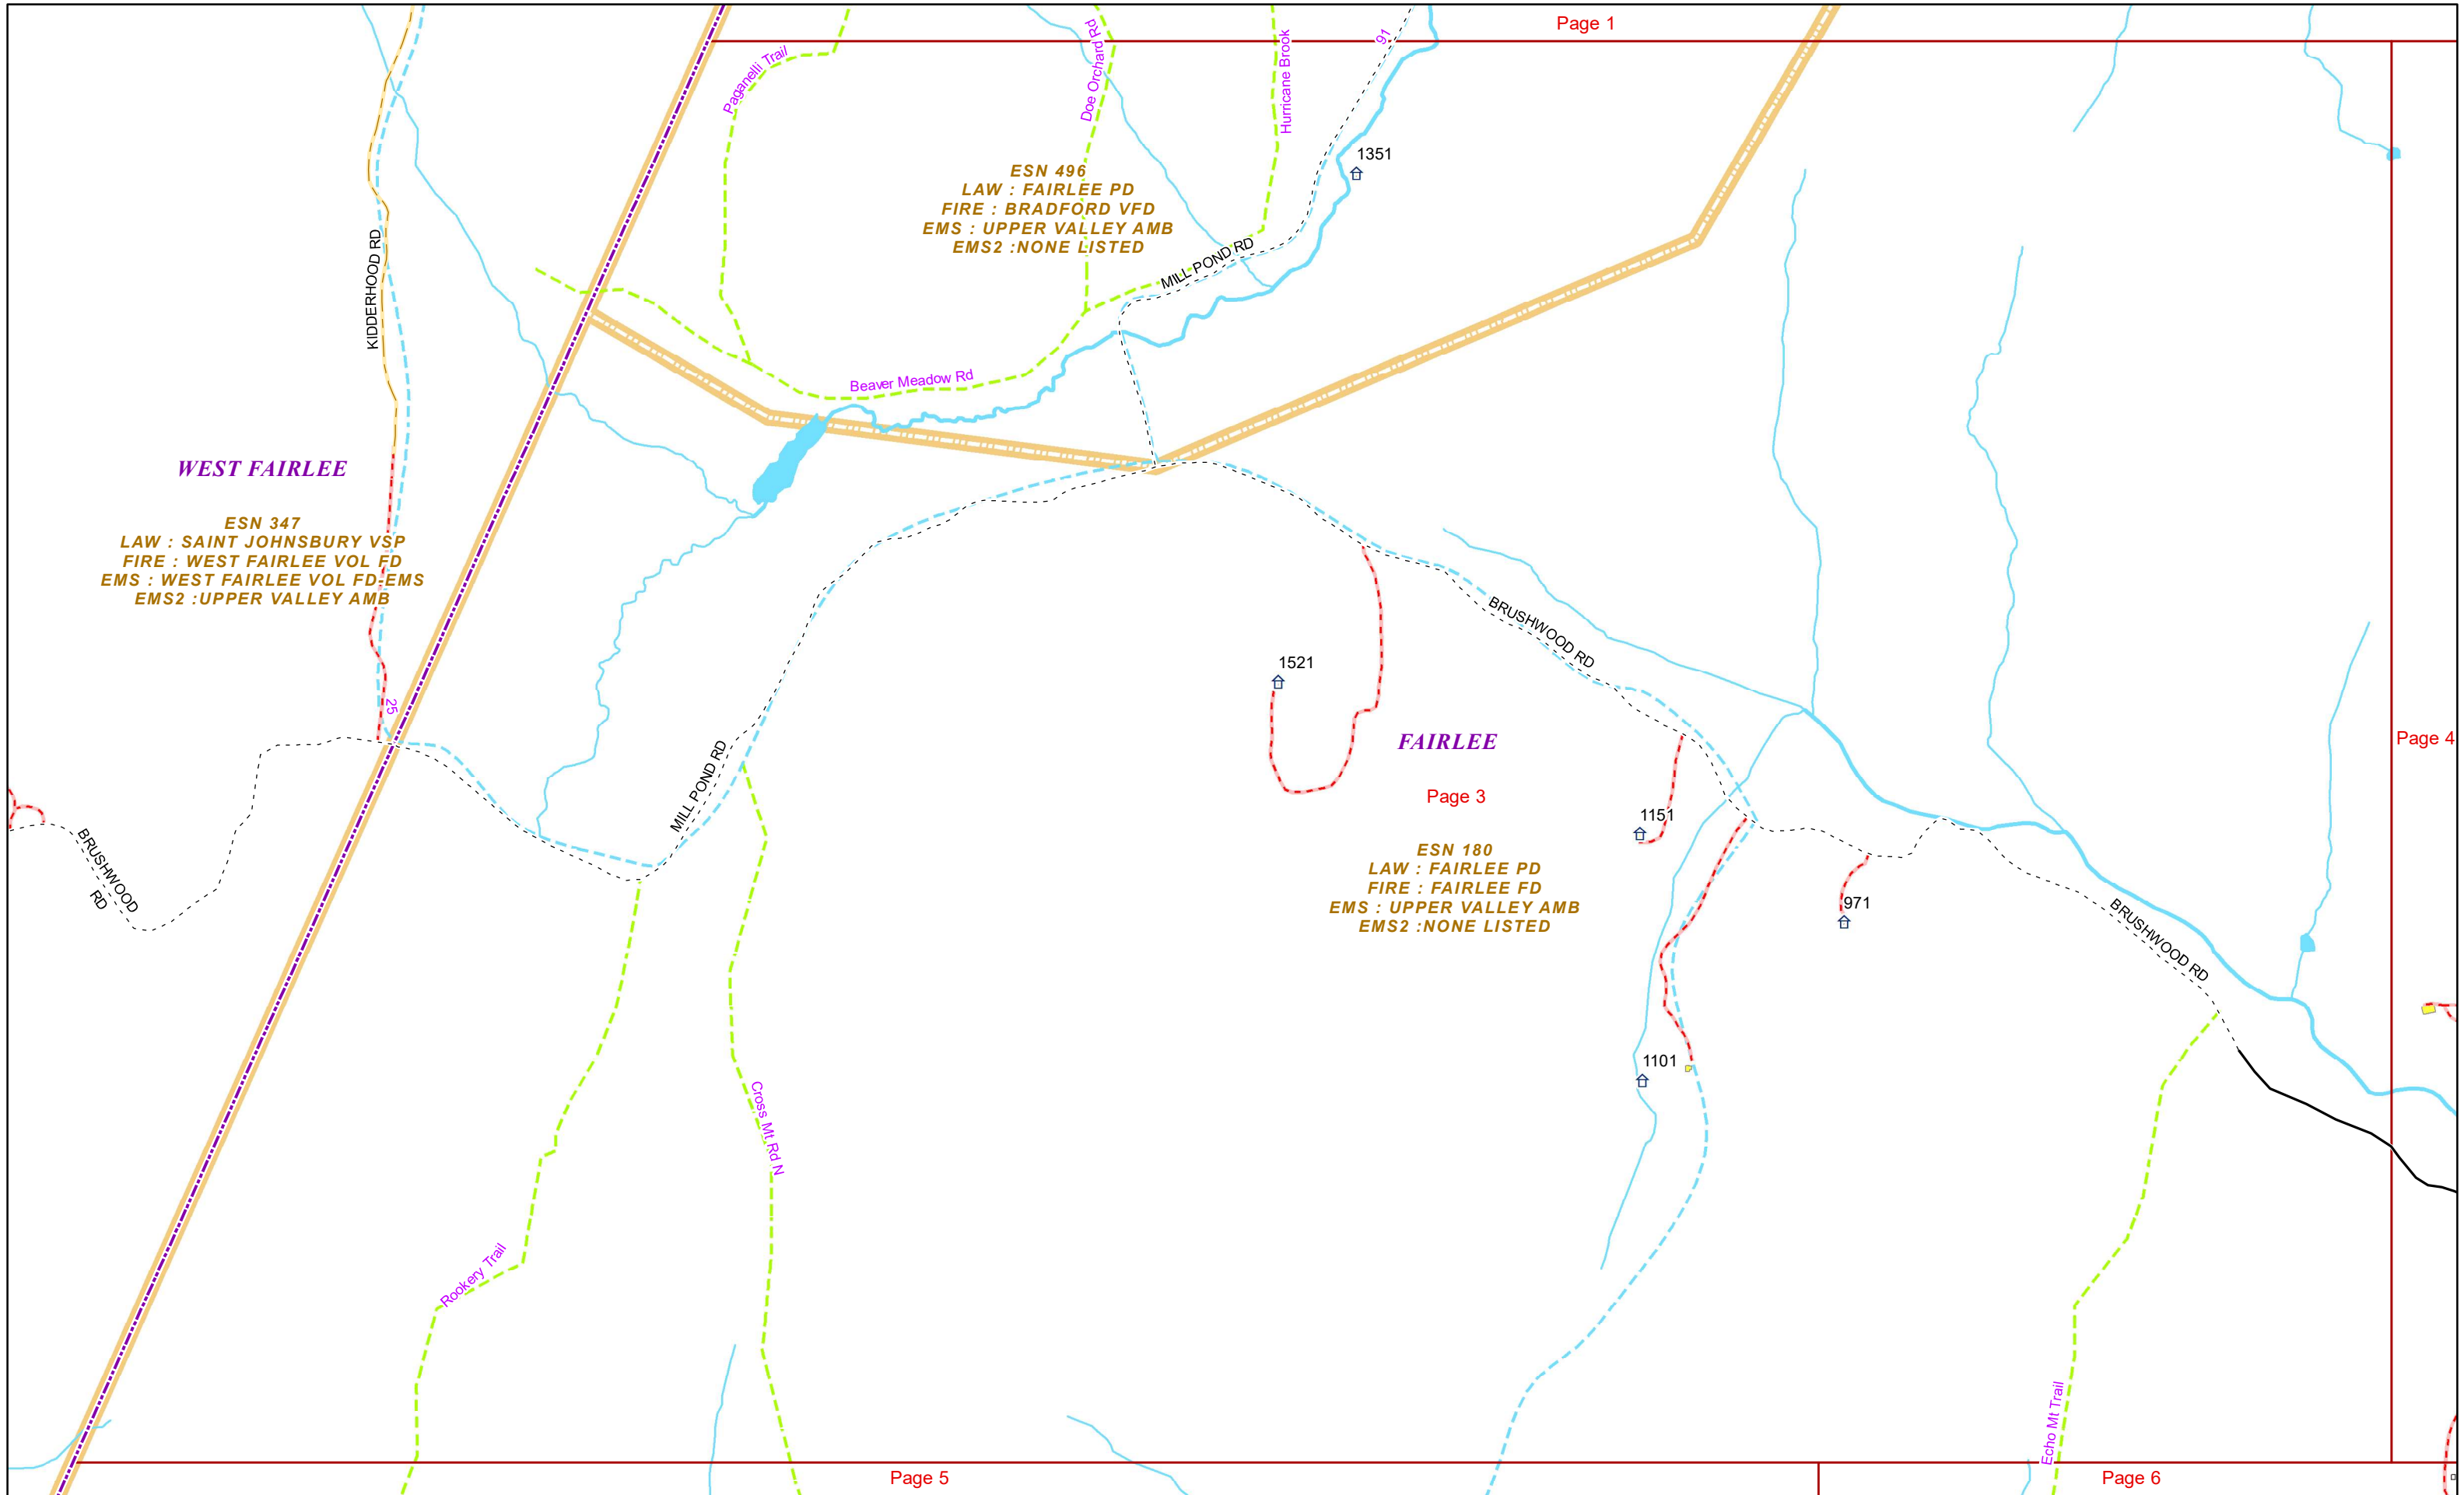 Page 1
Paganelli Trail
Doe Orchard Rd
Hurricane Brook
91
1351
ESN 496
LAW : FAIRLEE PD
FIRE : BRADFORD VFD
EMS : UPPER VALLEY AMB
EMS2 :NONE LISTED
KIDDERHOOD RD
MILL POND RD
Beaver Meadow Rd
WEST FAIRLEE
ESN 347
LAW : SAINT JOHNSBURY VSP
FIRE : WEST FAIRLEE VOL FD
EMS : WEST FAIRLEE VOL FD-EMS
EMS2 :UPPER VALLEY AMB
BRUSHWOOD RD
1521
25
FAIRLEE
Page 4
MILL POND RD
Page 3
1151
ESN 180
LAW : FAIRLEE PD
FIRE : FAIRLEE FD
EMS : UPPER VALLEY AMB
EMS2 :NONE LISTED
BRUSHWOOD
RD
971
BRUSHWOOD RD
1101
Cross Mt Rd N
Rookery Trail
Echo Mt Trail
Page 5
Page 6